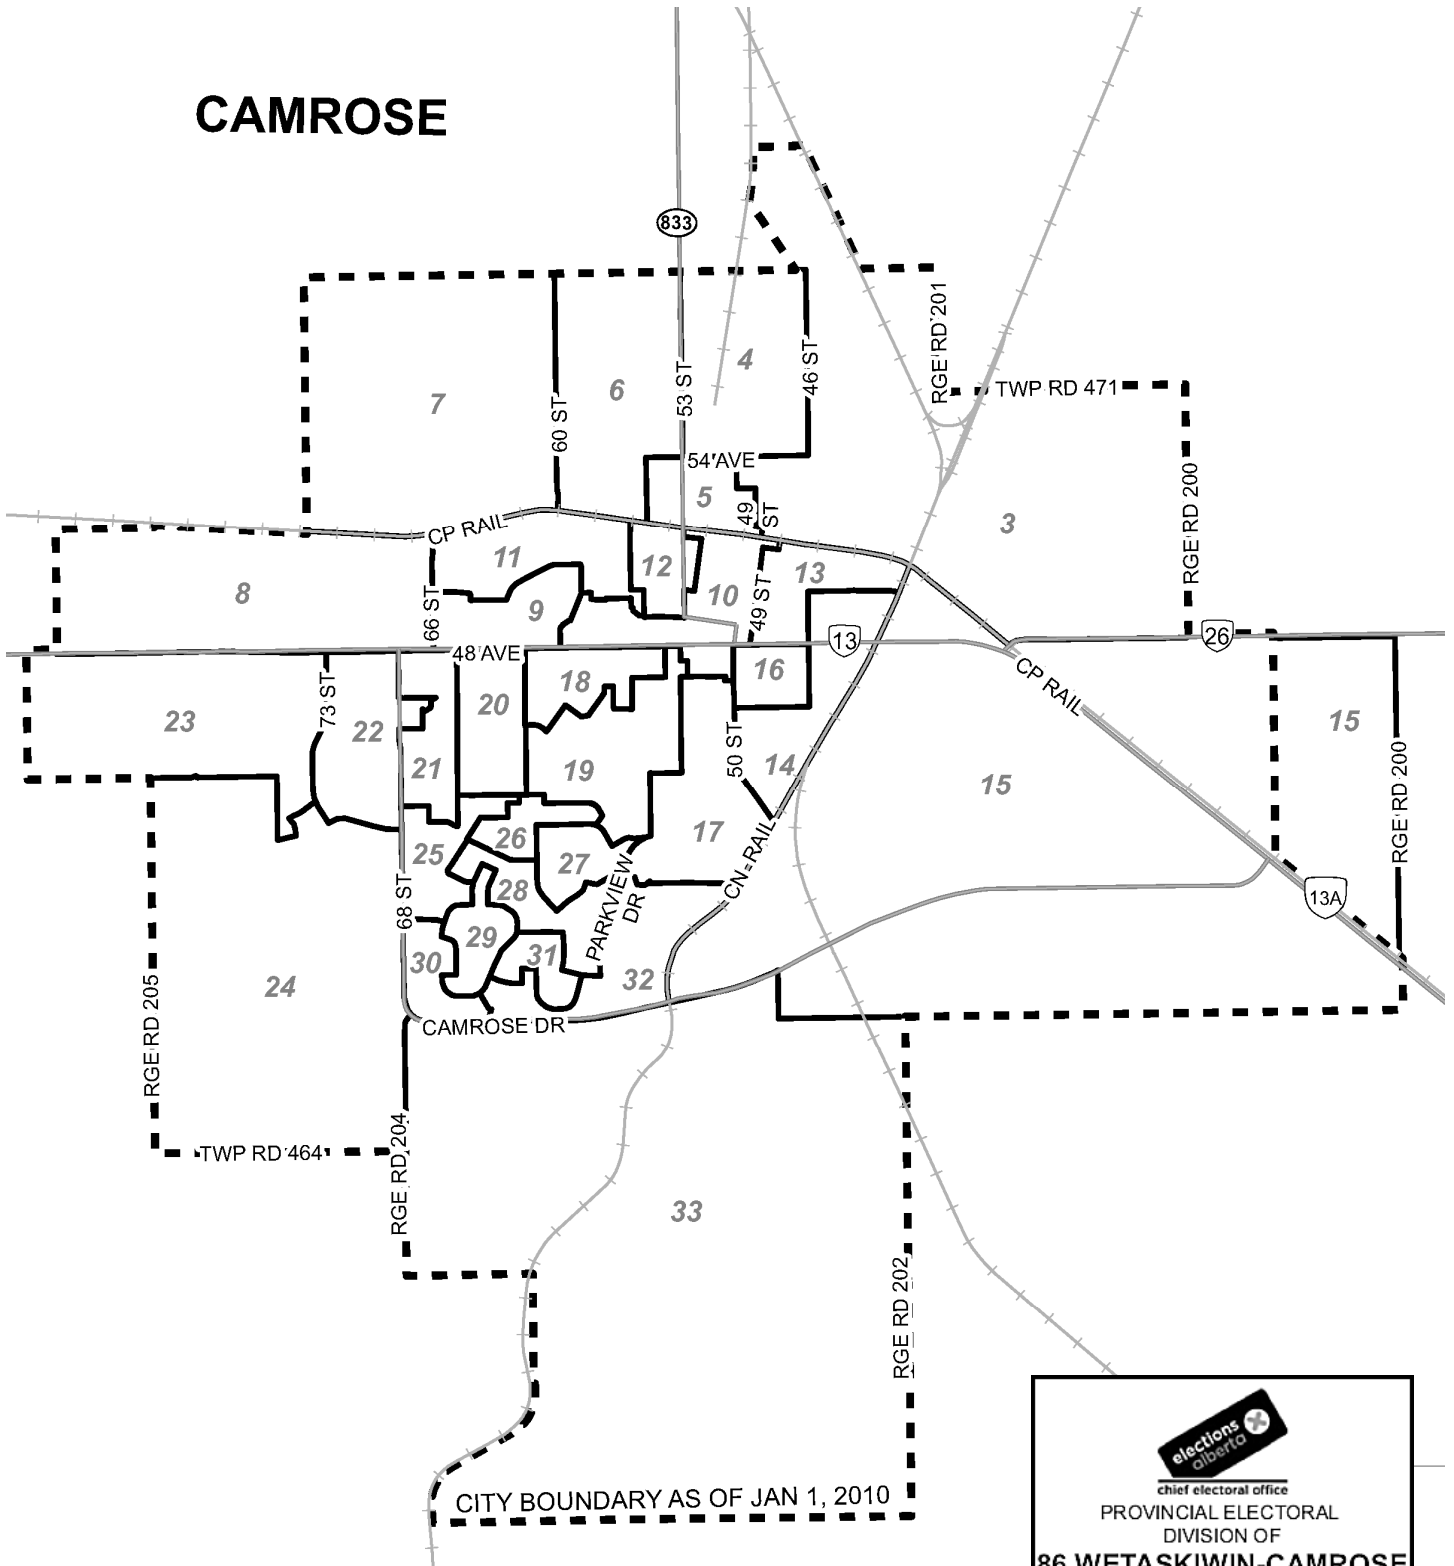 CAMROSE
833
RGE RD 201
4
46 ST
53 ST
6
7
60 ST
TWP RD 471
54 AVE
5
49 ST
CP RAIL
3
RGE RD 200
11
12
13
8
9
10
49 ST
66 ST
13
26
48 AVE
16
CP RAIL
18
20
73 ST
23
22
15
50 ST
14
21
19
15
RGE RD 200
17
26
25
27
CN RAIL
28
PARKVIEW
DR
68 ST
13A
29
31
30
32
24
CAMROSE DR
RGE RD 205
TWP RD 464
RGE RD 204
33
RGE RD 202
CITY BOUNDARY AS OF JAN 1, 2010
elections
alberta
chief electoral office
PROVINCIAL ELECTORAL
DIVISION OF
86 WETASKIWIN-CAMROSE